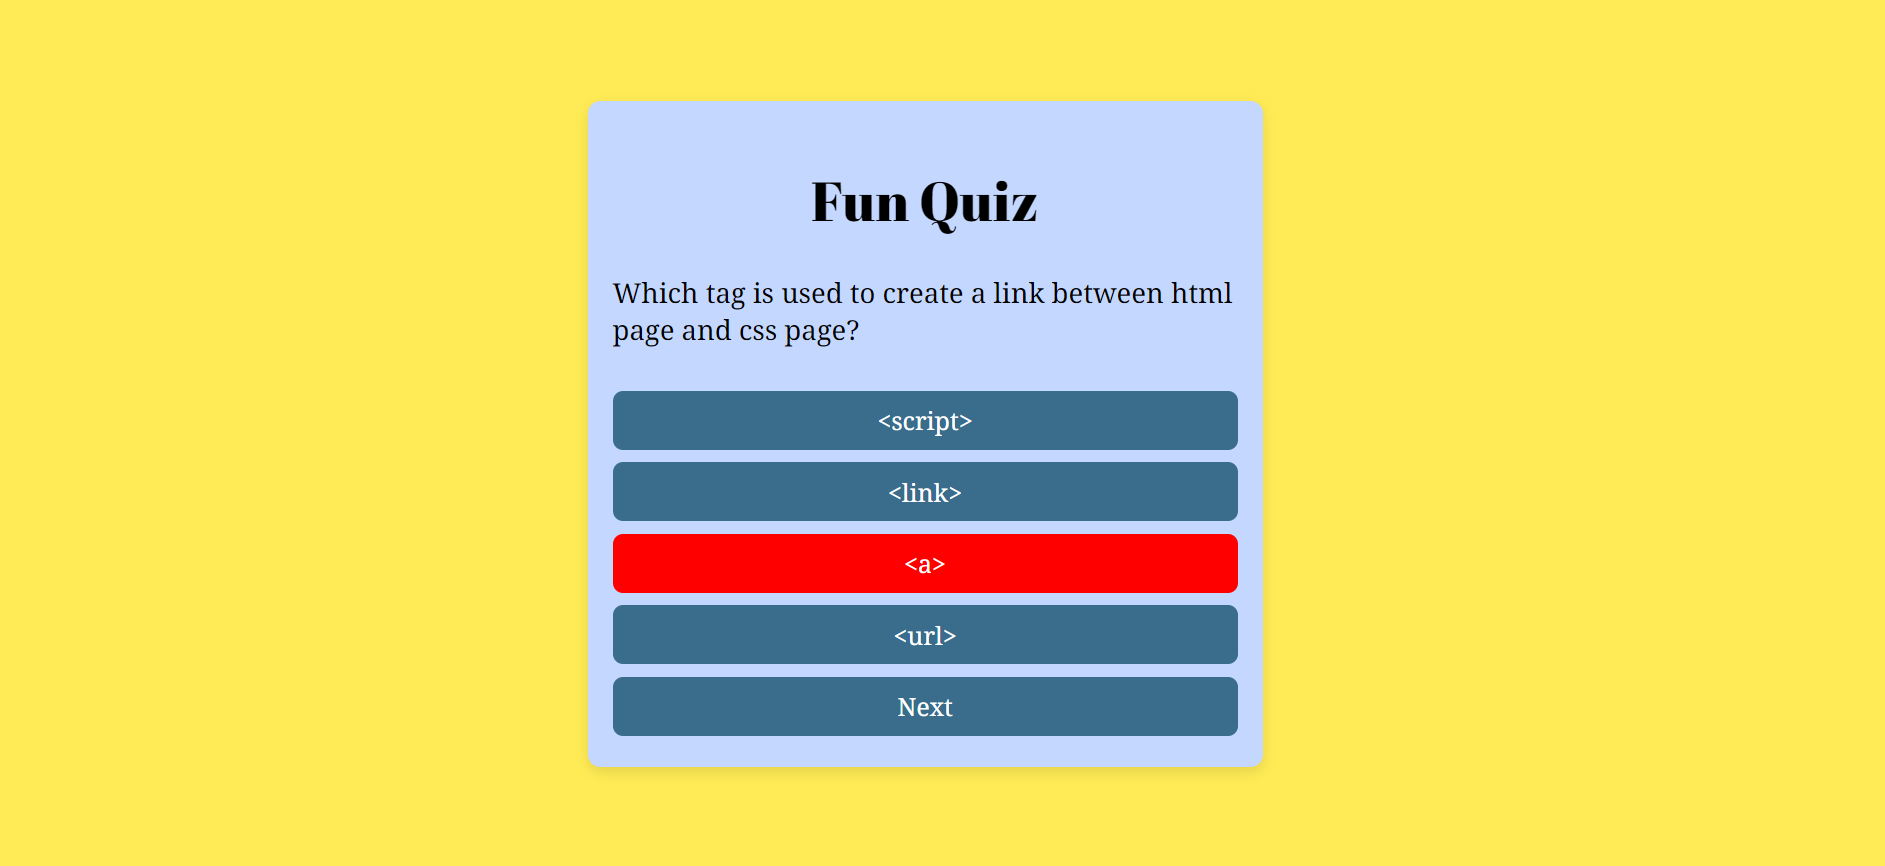 Fun Quiz
Which tag is used to create a link between html
page and css page?
<script>
<link>
<a>
<url>
Next